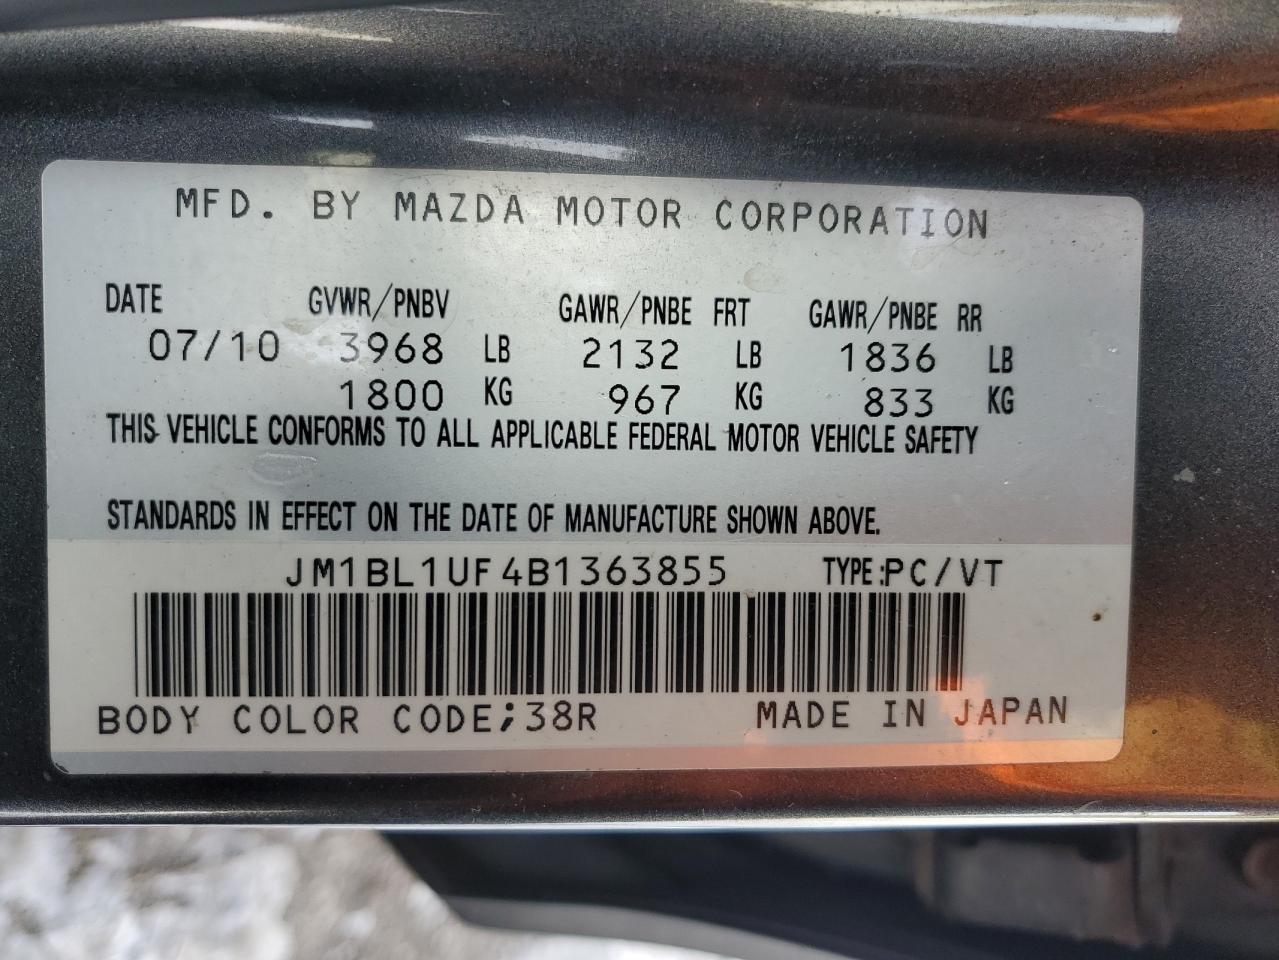 MFD. BY MAZDA MOTOR CORPORATION
DATE GVWR/PNBV GAWR/PNBE FRT GAWR/PNBE RR
07/10 3968 LB 2132 LB 1836 LB
1800 KG 967 KG 833 KG
THIS VEHICLE CONFORMS TO ALL APPLICABLE FEDERAL MOTOR VEHICLE SAFETY
STANDARDS IN EFFECT ON THE DATE OF MANUFACTURE SHOWN ABOVE.
JM1BL1UF4B1363855 TYPE:PC/VT
BODY COLOR CODE;38R MADE IN JAPAN